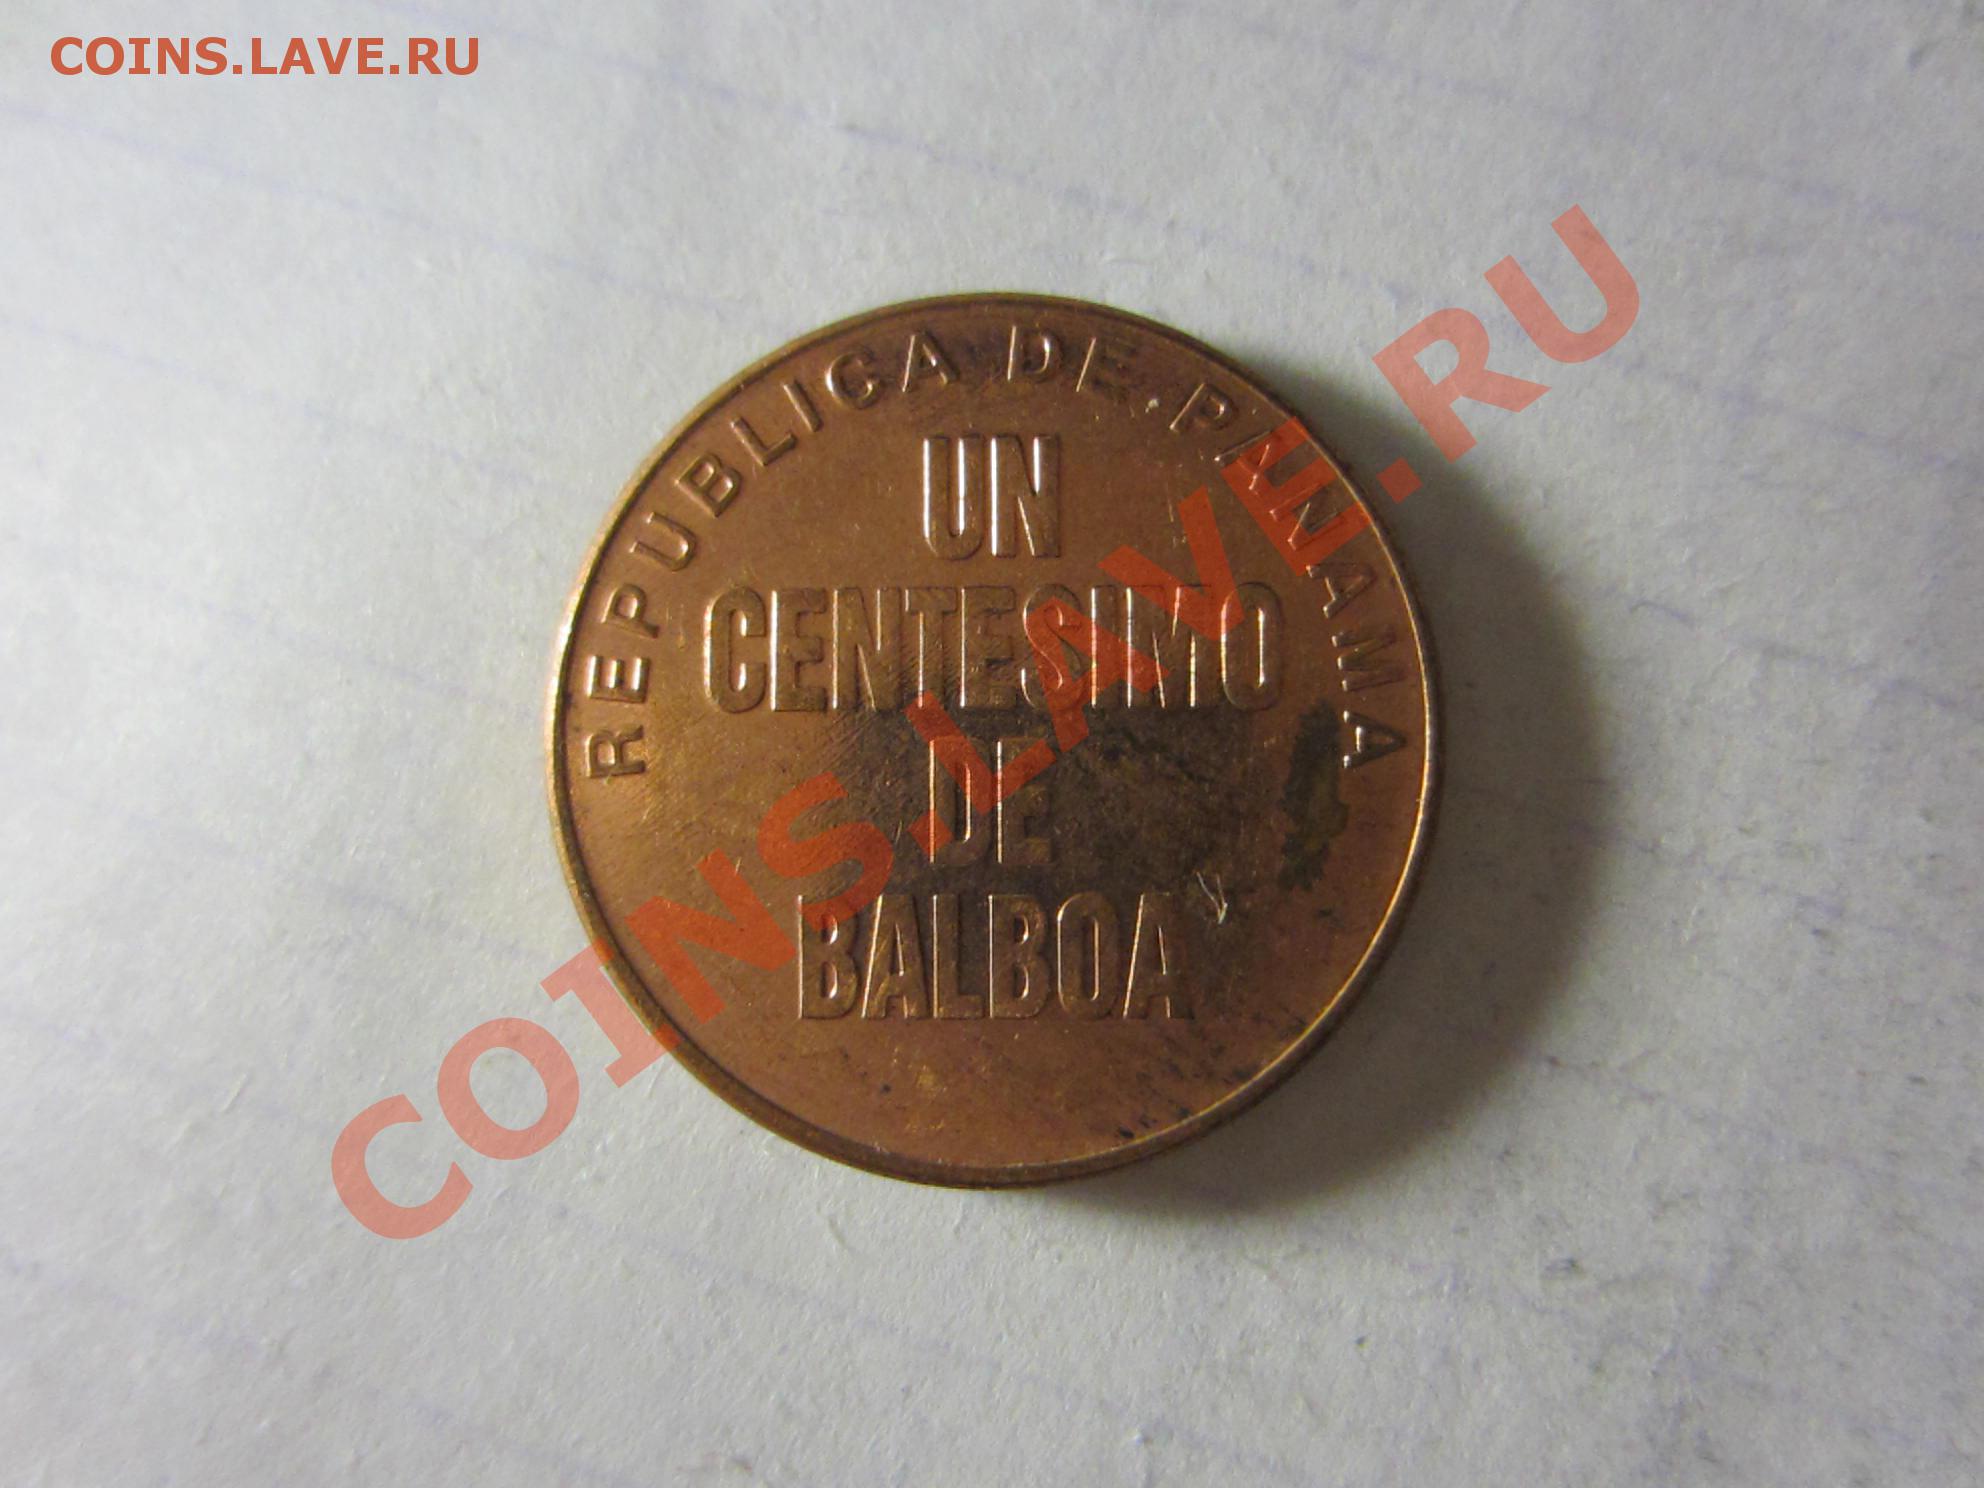 COINS.LAVE.RU
REPUBLICA DE PANAMA
UN
CENTESIMO
DE
BALBOA
COINS.LAVE.RU